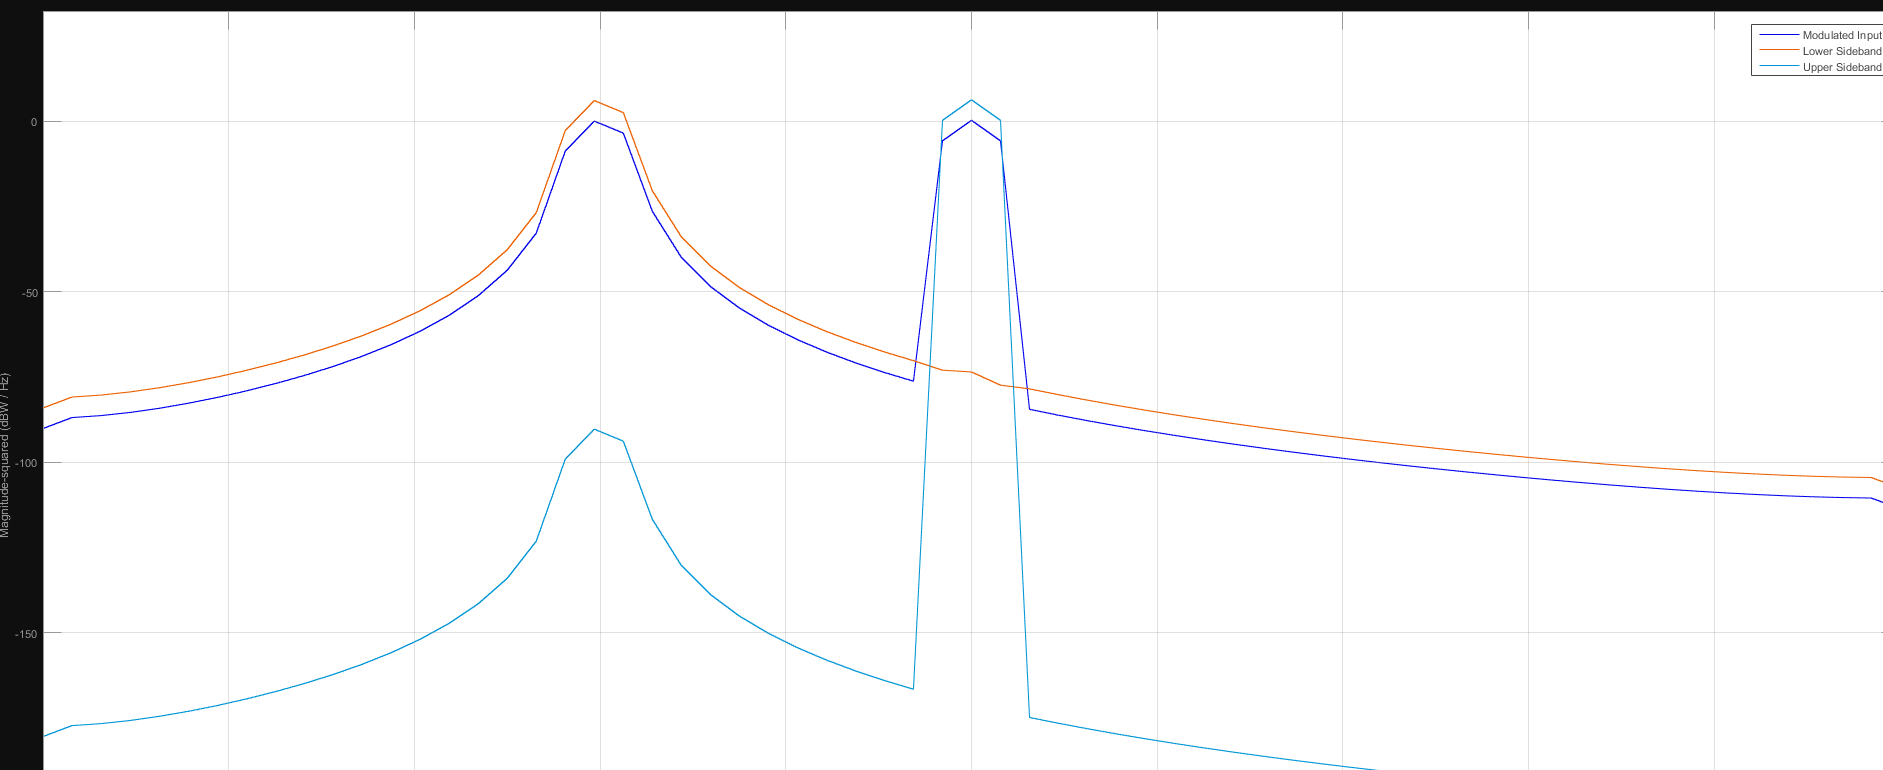 Modulated Input
Lower Sideband
Upper Sideband
0
-50
-100
-150
Magnitude-squared (dBW / Hz)